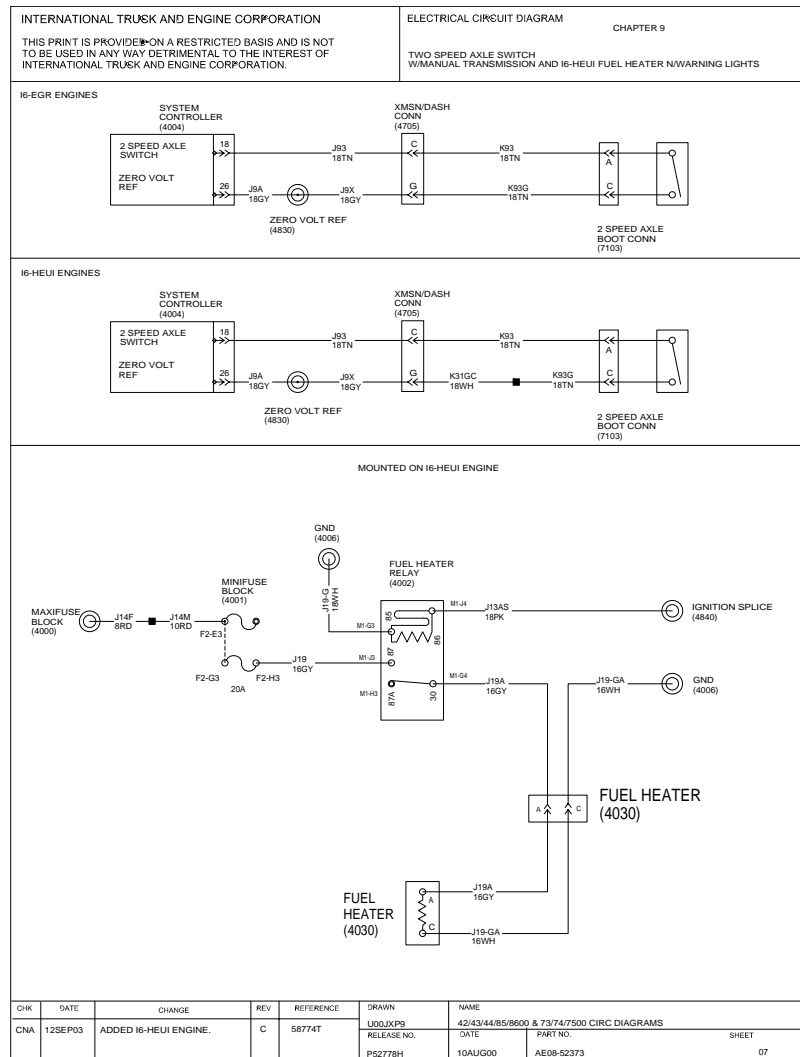 INTERNATIONAL TRUCK AND ENGINE CORPORATION
THIS PRINT IS PROVIDED ON A RESTRICTED BASIS AND IS NOT
TO BE USED IN ANY WAY DETRIMENTAL TO THE INTEREST OF
INTERNATIONAL TRUCK AND ENGINE CORPORATION.
ELECTRICAL CIRCUIT DIAGRAM
CHAPTER 9
TWO SPEED AXLE SWITCH
W/MANUAL TRANSMISSION AND I6-HEUI FUEL HEATER N/WARNING LIGHTS
I6-EGR ENGINES
SYSTEM
CONTROLLER
(4004)
XMSN/DASH
CONN
(4705)
2 SPEED AXLE
SWITCH
18
J93
18TN
C
K93
18TN
A
ZERO VOLT
REF
26
J9A
18GY
J9X
18GY
G
K93G
18TN
C
ZERO VOLT REF
(4830)
2 SPEED AXLE
BOOT CONN
(7103)
I6-HEUI ENGINES
SYSTEM
CONTROLLER
(4004)
XMSN/DASH
CONN
(4705)
2 SPEED AXLE
SWITCH
18
J93
18TN
C
K93
18TN
A
ZERO VOLT
REF
26
J9A
18GY
J9X
18GY
G
K31GC
18WH
K93G
18TN
C
ZERO VOLT REF
(4830)
2 SPEED AXLE
BOOT CONN
(7103)
MOUNTED ON I6-HEUI ENGINE
GND
(4006)
FUEL HEATER
RELAY
(4002)
MINIFUSE
BLOCK
(4001)
J19-G
18WH
MAXIFUSE
BLOCK
(4000)
J14F
8RD
J14M
10RD
F2-E3
M1-G3
85
86
M1-J4
J13AS
18PK
IGNITION SPLICE
(4840)
F2-G3
20A
F2-H3
J19
16GY
M1-J3
87
M1-H3
87A
30
M1-G4
J19A
16GY
J19-GA
16WH
GND
(4006)
A
C
FUEL HEATER
(4030)
FUEL
HEATER
(4030)
A
C
J19A
16GY
J19-GA
16WH
CHK DATE CHANGE REV REFERENCE
CNA 12SEP03 ADDED I6-HEUI ENGINE. C 58774T
DRAWN
U00JXP9
NAME
42/43/44/85/8600 & 73/74/7500 CIRC DIAGRAMS
RELEASE NO.
P52778H
DATE
10AUG00
PART NO.
AE08-52373
SHEET
07